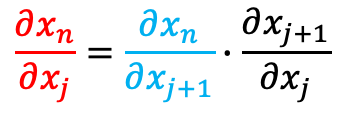 ∂x_n/∂x_j = ∂x_n/∂x_{j+1} · ∂x_{j+1}/∂x_j